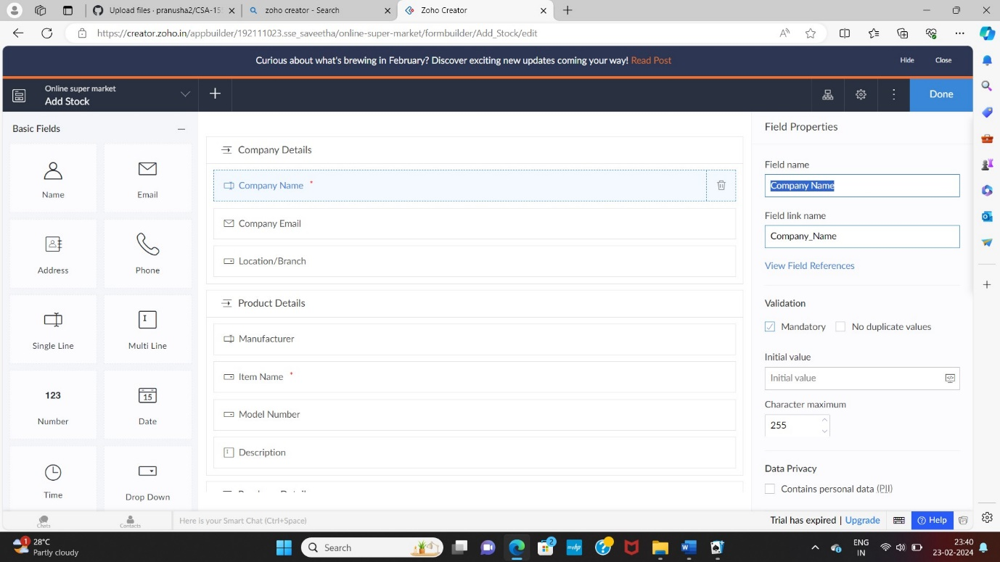 Upload files · pranusha2/CSA-15
zoho creator - Search
Zoho Creator
https://creator.zoho.in/appbuilder/192111023.sse_saveetha/online-super-market/formbuilder/Add_Stock/edit
Curious about what's brewing in February? Discover exciting new updates coming your way! Read Post
Hide
Close
Online super market
Add Stock
Done
Basic Fields
Name
Email
Address
Phone
Single Line
Multi Line
123
Number
15
Date
Time
Drop Down
Company Details
Company Name *
Company Email
Location/Branch
Product Details
Manufacturer
Item Name *
Model Number
Description
Field Properties
Field name
Company Name
Field link name
Company_Name
View Field References
Validation
Mandatory
No duplicate values
Initial value
Initial value
Character maximum
255
Data Privacy
Contains personal data (PII)
Chats
Contacts
Here is your Smart Chat (Ctrl+Space)
Trial has expired | Upgrade
Help
1
28°C
Partly cloudy
Search
2
ENG
IN
23:40
23-02-2024